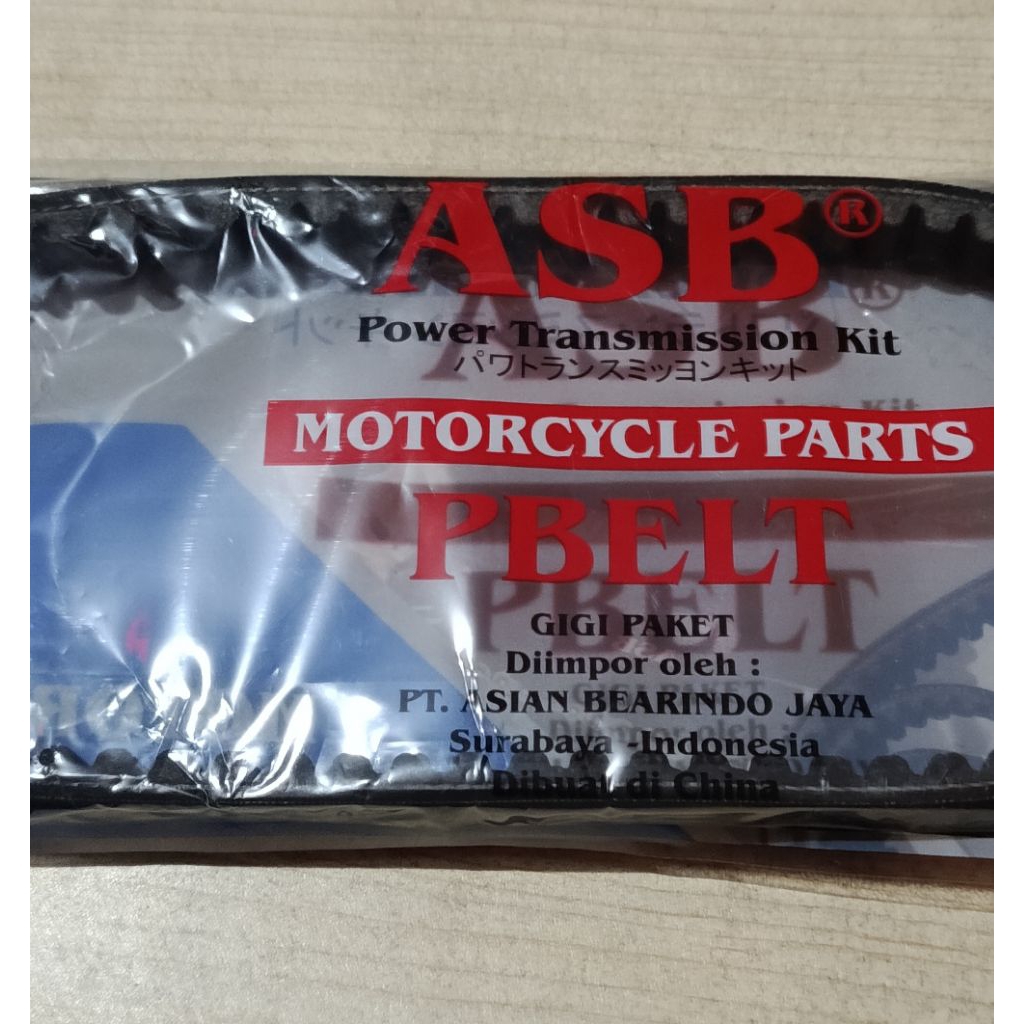 ASB®
Power Transmission Kit
パワトランスミッヨンキット
MOTORCYCLE PARTS
PBELT
GIGI PAKET
Diimpor oleh :
PT. ASIAN BEARINDO JAYA
Surabaya -Indonesia
Dibuat di China